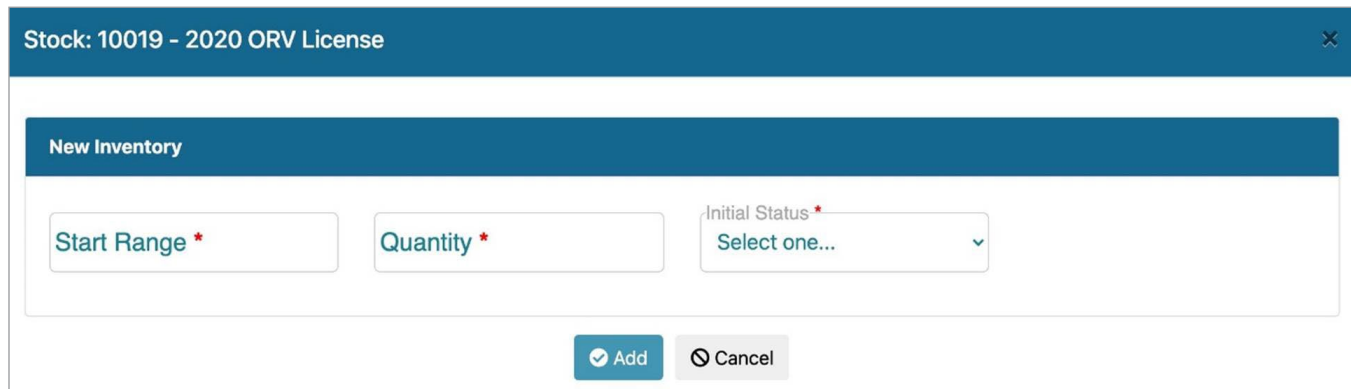 Stock: 10019 - 2020 ORV License
New Inventory
Initial Status *
Start Range * Quantity * Select one...
Add Cancel